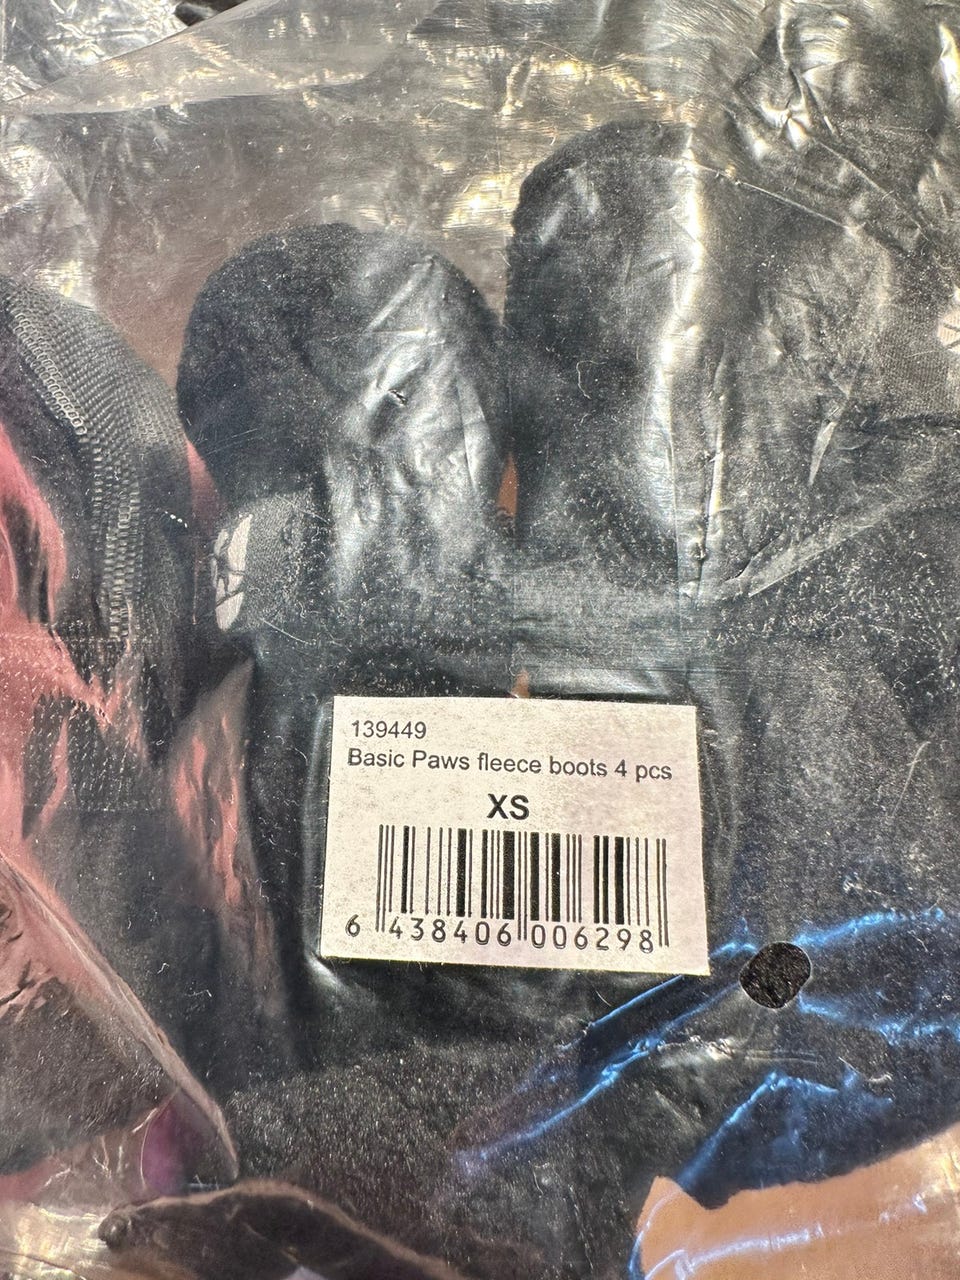 139449
Basic Paws fleece boots 4 pcs
XS
6 438406 006298